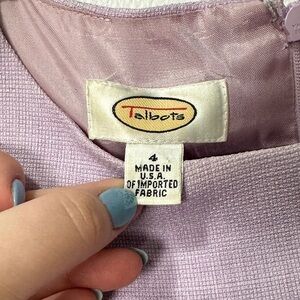 Talbots
4
MADE IN
U.S.A.
OF IMPORTED
FABRIC